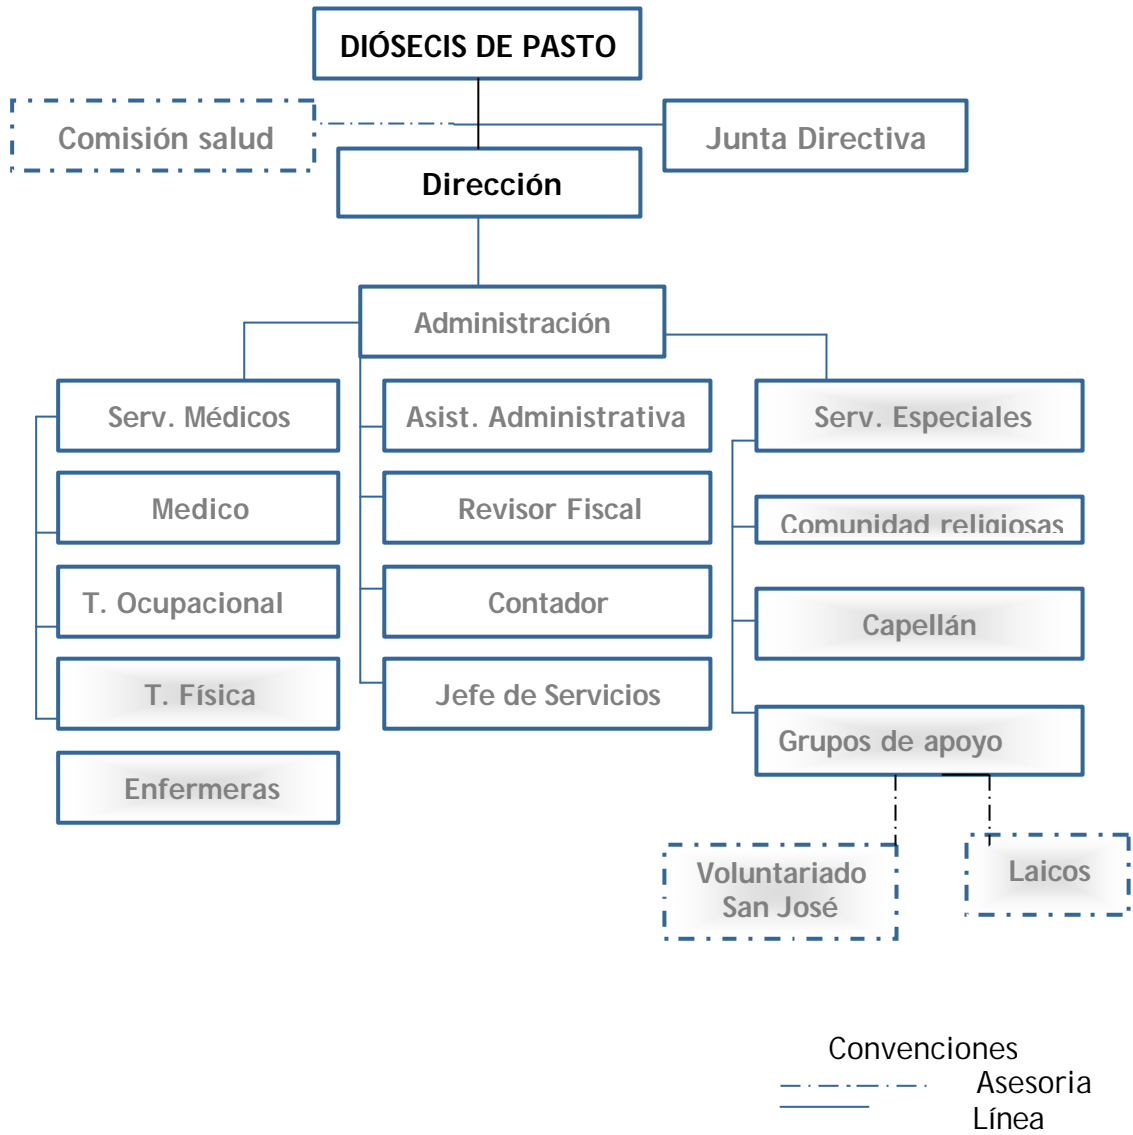 DIÓSECIS DE PASTO
Comisión salud
Junta Directiva
Dirección
Administración
Serv. Médicos
Asist. Administrativa
Serv. Especiales
Medico
Revisor Fiscal
Comunidad religiosas
T. Ocupacional
Contador
Capellán
T. Física
Jefe de Servicios
Grupos de apoyo
Enfermeras
Voluntariado
San José
Laicos
Convenciones
Asesoria
Línea